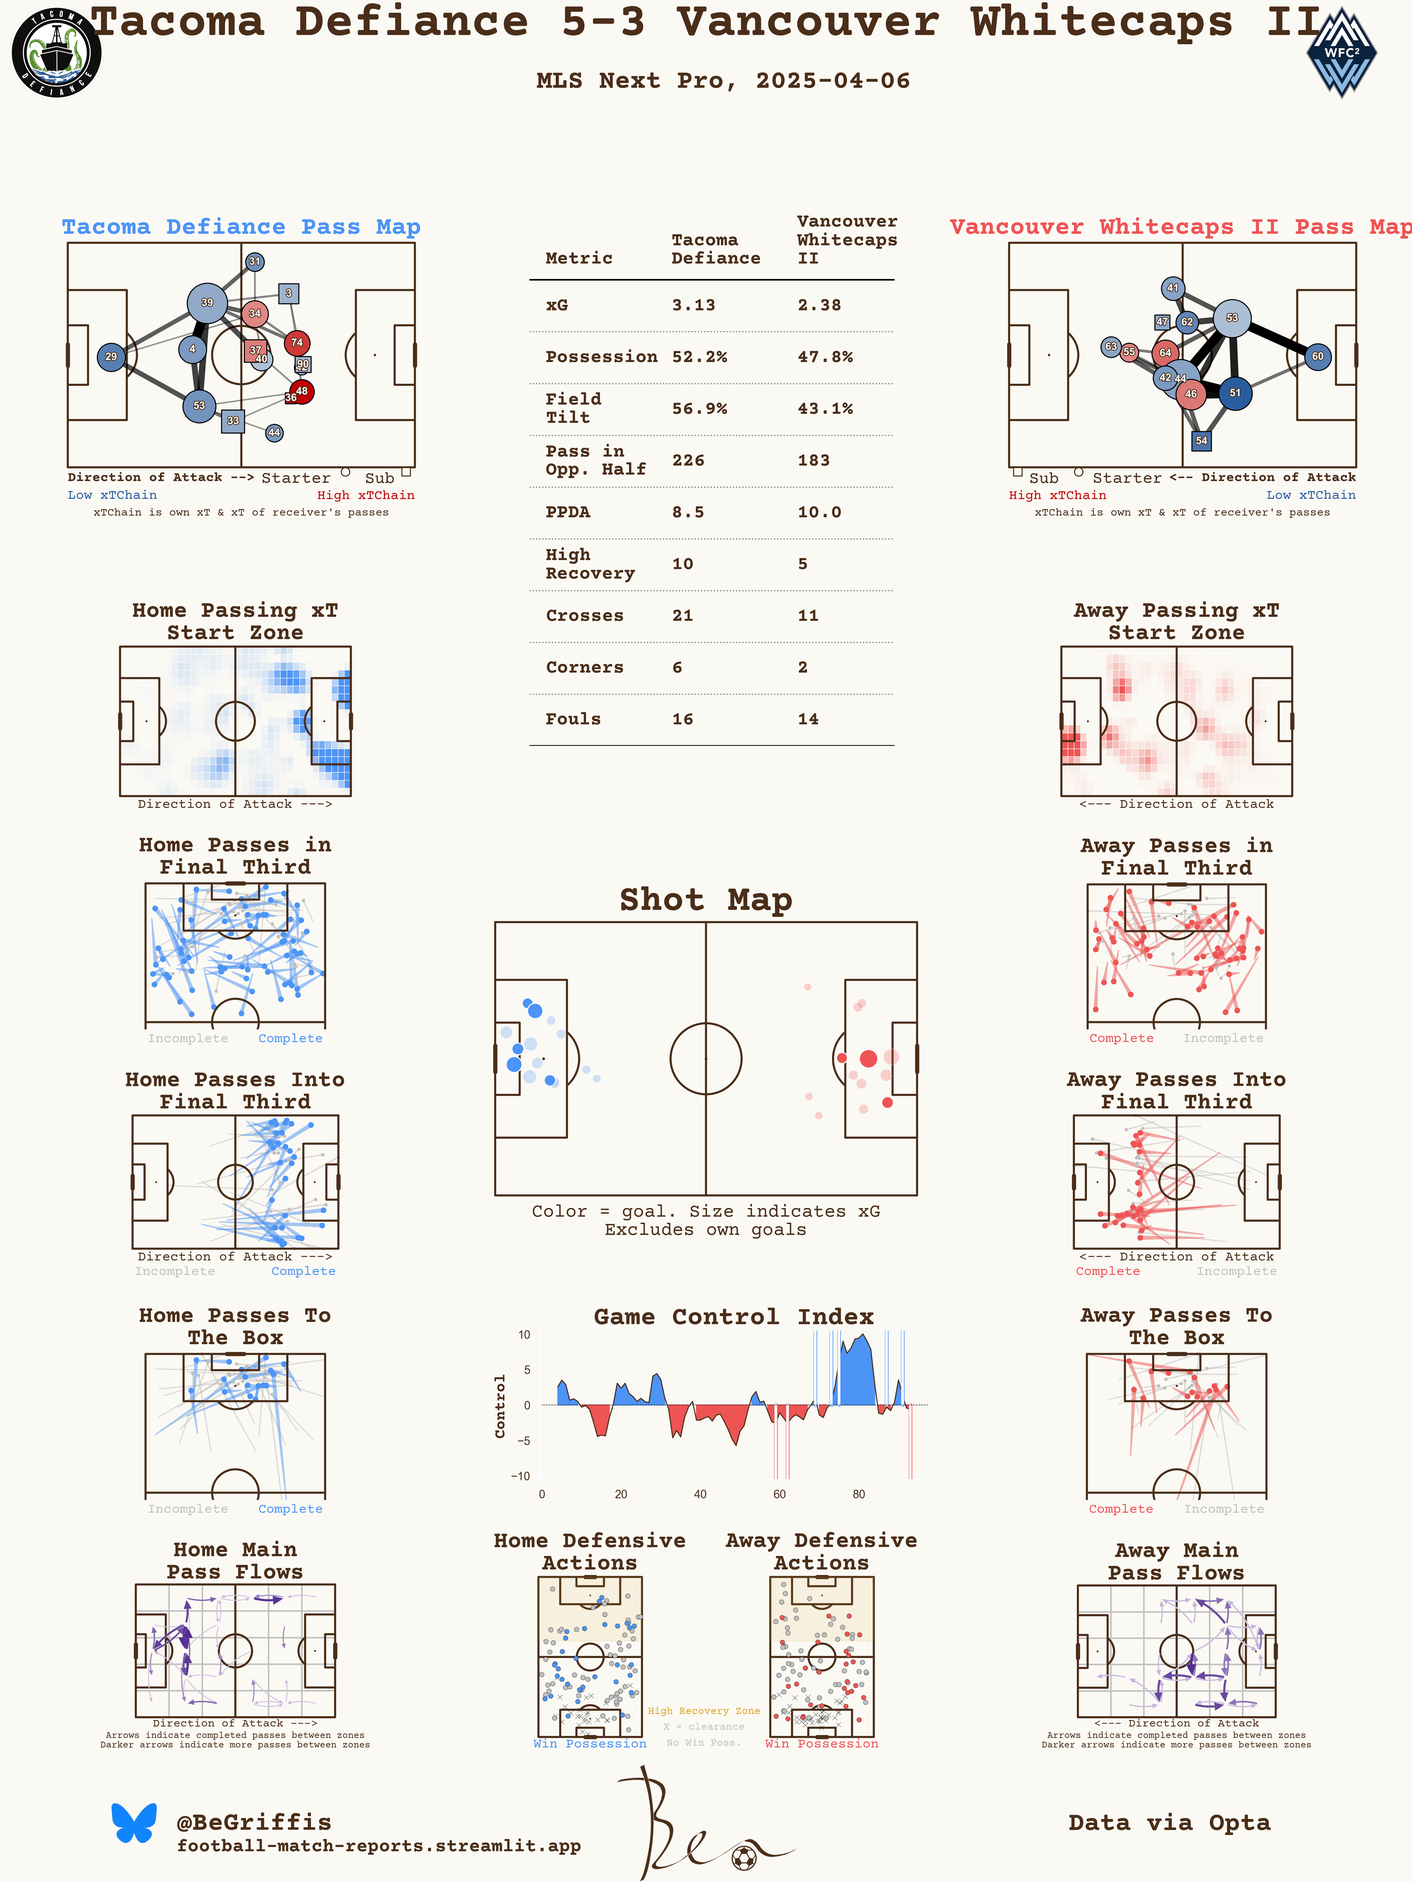 Tacoma Defiance 5-3 Vancouver Whitecaps II
TACOMA
DEFIANCE
WFC2
MLS Next Pro, 2025-04-06
Tacoma Defiance Pass Map
31
39
3
34
74
29
4
37
40
90
48
36
53
33
44
Direction of Attack --> Starter Sub
Low xTChain High xTChain
xTChain is own xT & xT of receiver's passes
Metric Tacoma Defiance Vancouver Whitecaps II
xG 3.13 2.38
Possession 52.2% 47.8%
Field Tilt 56.9% 43.1%
Pass in Opp. Half 226 183
PPDA 8.5 10.0
High Recovery 10 5
Crosses 21 11
Corners 6 2
Fouls 16 14
Vancouver Whitecaps II Pass Map
41
47
62
53
63
55
64
60
42
44
46
51
54
Sub Starter <-- Direction of Attack
High xTChain Low xTChain
xTChain is own xT & xT of receiver's passes
Home Passing xT
Start Zone
Direction of Attack --->
Away Passing xT
Start Zone
<--- Direction of Attack
Home Passes in
Final Third
Incomplete Complete
Away Passes in
Final Third
Complete Incomplete
Shot Map
Color = goal. Size indicates xG
Excludes own goals
Home Passes Into
Final Third
Direction of Attack --->
Incomplete Complete
Away Passes Into
Final Third
<--- Direction of Attack
Complete Incomplete
Home Passes To
The Box
Incomplete Complete
Game Control Index
Control
10
5
0
−5
−10
0 20 40 60 80
Away Passes To
The Box
Complete Incomplete
Home Main
Pass Flows
Direction of Attack --->
Arrows indicate completed passes between zones
Darker arrows indicate more passes between zones
Home Defensive
Actions
Win Possession
High Recovery Zone
X = clearance
No Win Poss.
Away Defensive
Actions
Win Possession
Away Main
Pass Flows
<--- Direction of Attack
Arrows indicate completed passes between zones
Darker arrows indicate more passes between zones
@BeGriffis
football-match-reports.streamlit.app
Ben
Data via Opta